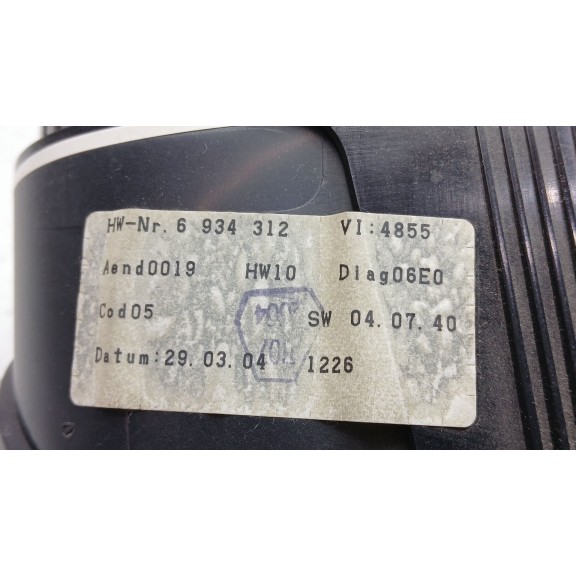 HW-Nr. 6 934 312 VI:4855
Aend0019 HW10 Diag06E0
Cod05 SW 04.07.40
Datum:29.03.04 1226